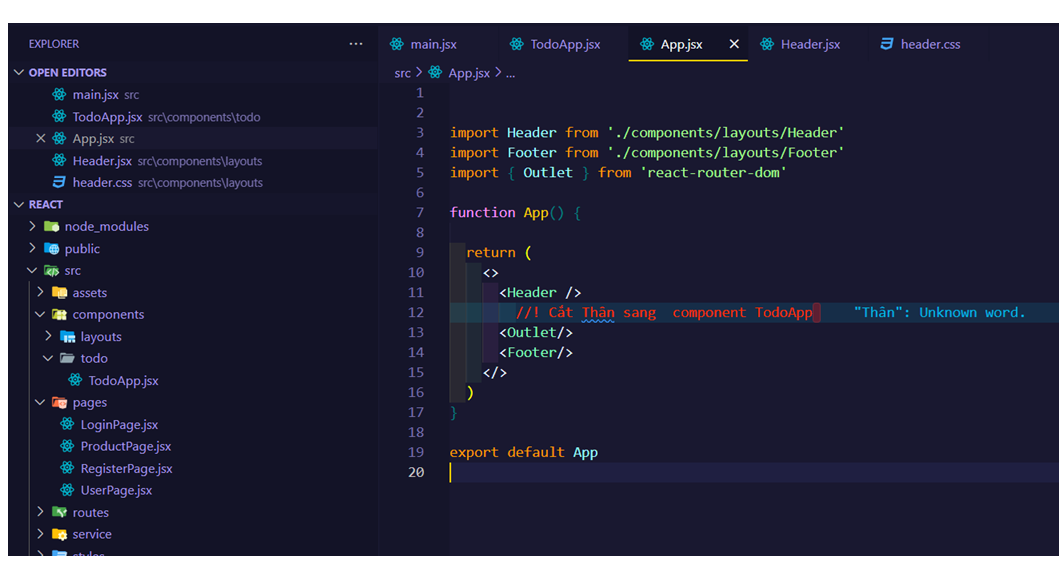 EXPLORER ...
main.jsx TodoApp.jsx App.jsx Header.jsx header.css
OPEN EDITORS
main.jsx src
TodoApp.jsx src\components\todo
App.jsx src
Header.jsx src\components\layouts
header.css src\components\layouts
REACT
node_modules
public
src
assets
components
layouts
todo
TodoApp.jsx
pages
LoginPage.jsx
ProductPage.jsx
RegisterPage.jsx
UserPage.jsx
routes
service
styles
src > App.jsx > ...
1
2
3 import Header from './components/layouts/Header'
4 import Footer from './components/layouts/Footer'
5 import { Outlet } from 'react-router-dom'
6
7 function App() {
8
9 return (
10 <>
11 <Header />
12 //! Cắt Thân sang component TodoApp "Thân": Unknown word.
13 <Outlet/>
14 <Footer/>
15 </>
16 )
17 }
18
19 export default App
20